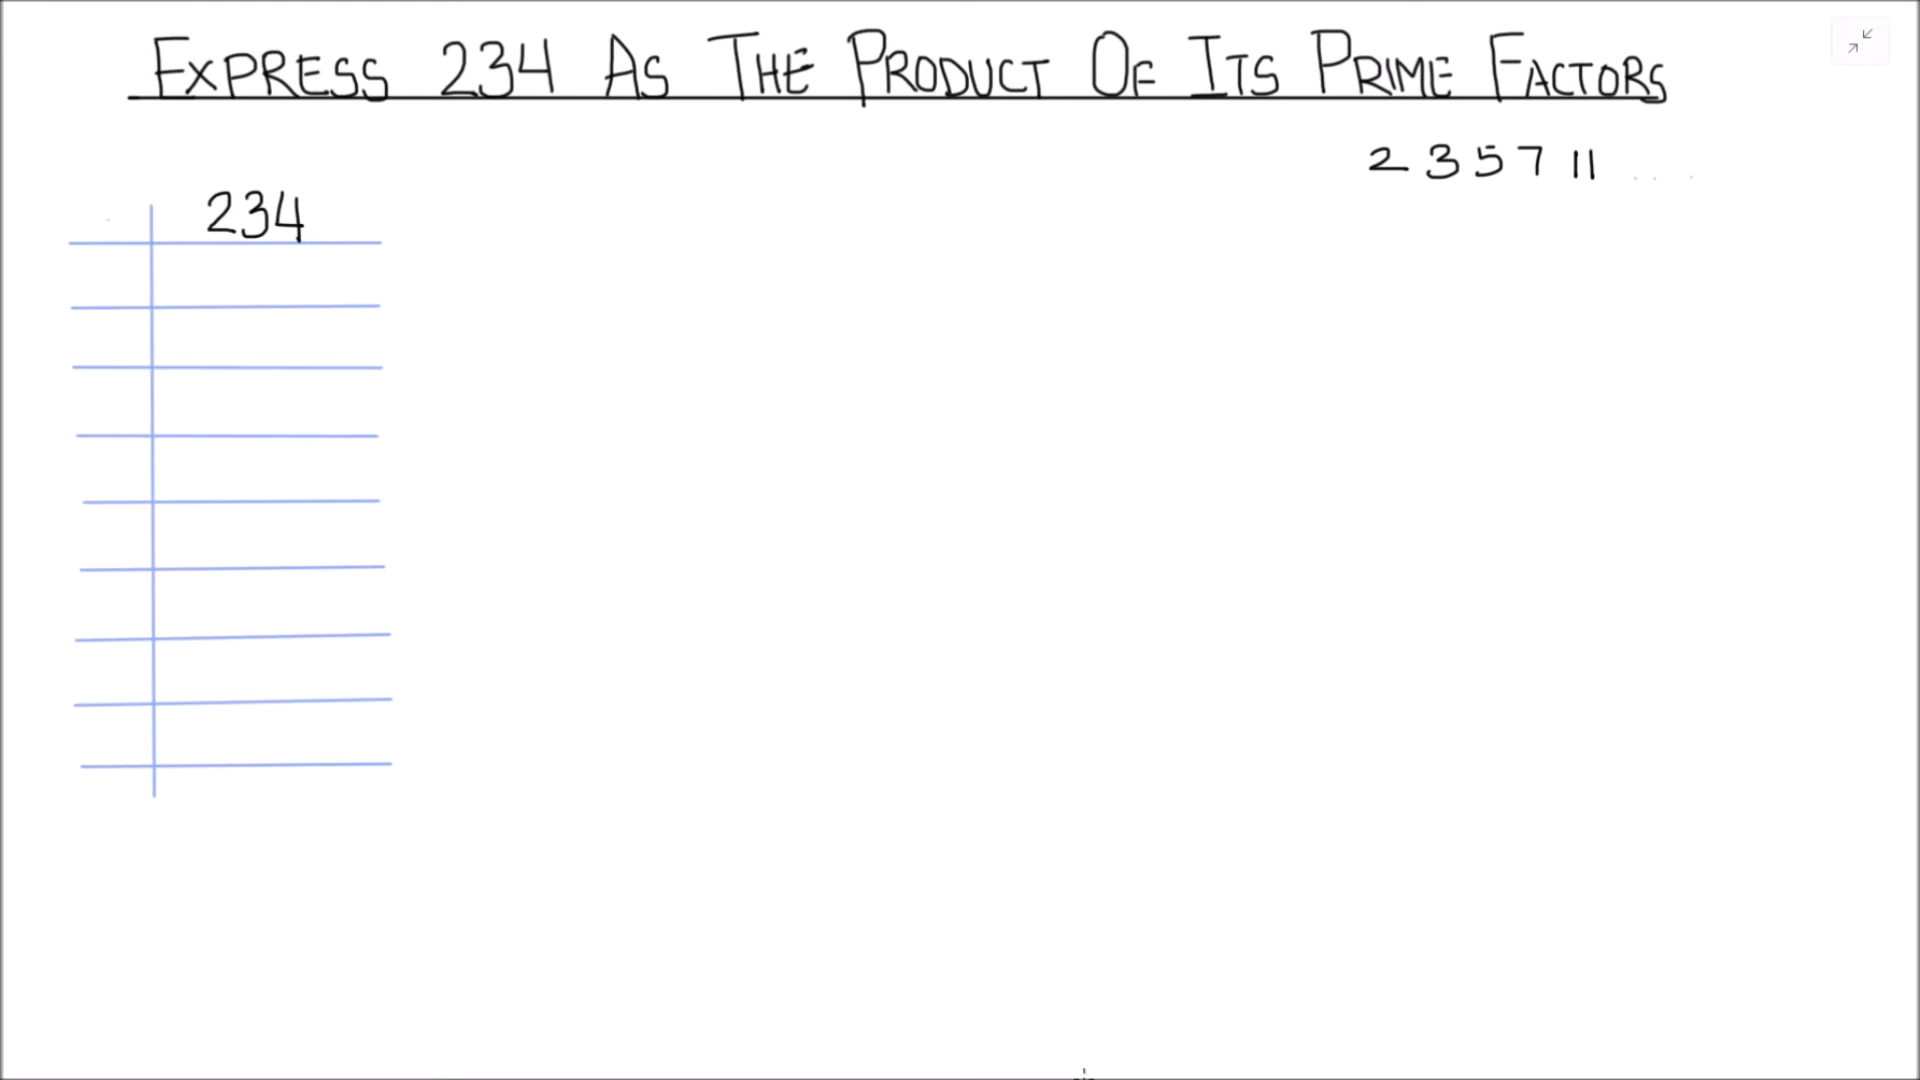 EXPRESS 234 AS THE PRODUCT OF ITS PRIME FACTORS
2 3 5 7 11 . . .
234